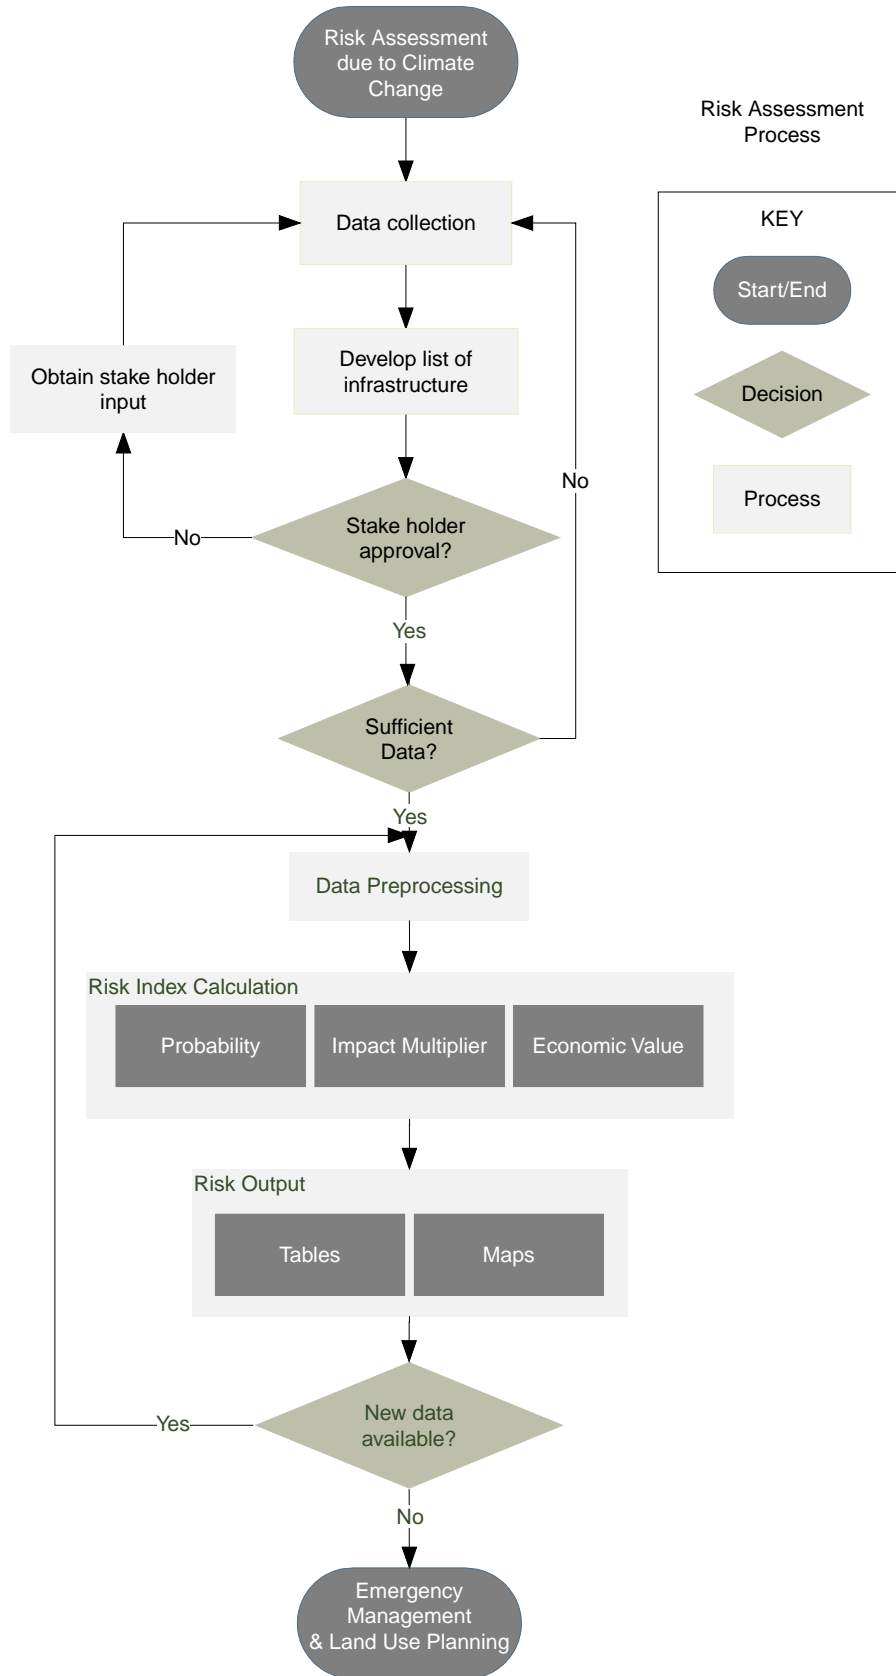 Risk Assessment
due to Climate
Change
Risk Assessment
Process
KEY
Start/End
Decision
Process
Data collection
Develop list of
infrastructure
Obtain stake holder
input
No
Stake holder
approval?
No
Yes
Sufficient
Data?
Yes
Data Preprocessing
Risk Index Calculation
Probability
Impact Multiplier
Economic Value
Risk Output
Tables
Maps
New data
available?
Yes
No
Emergency
Management
& Land Use Planning